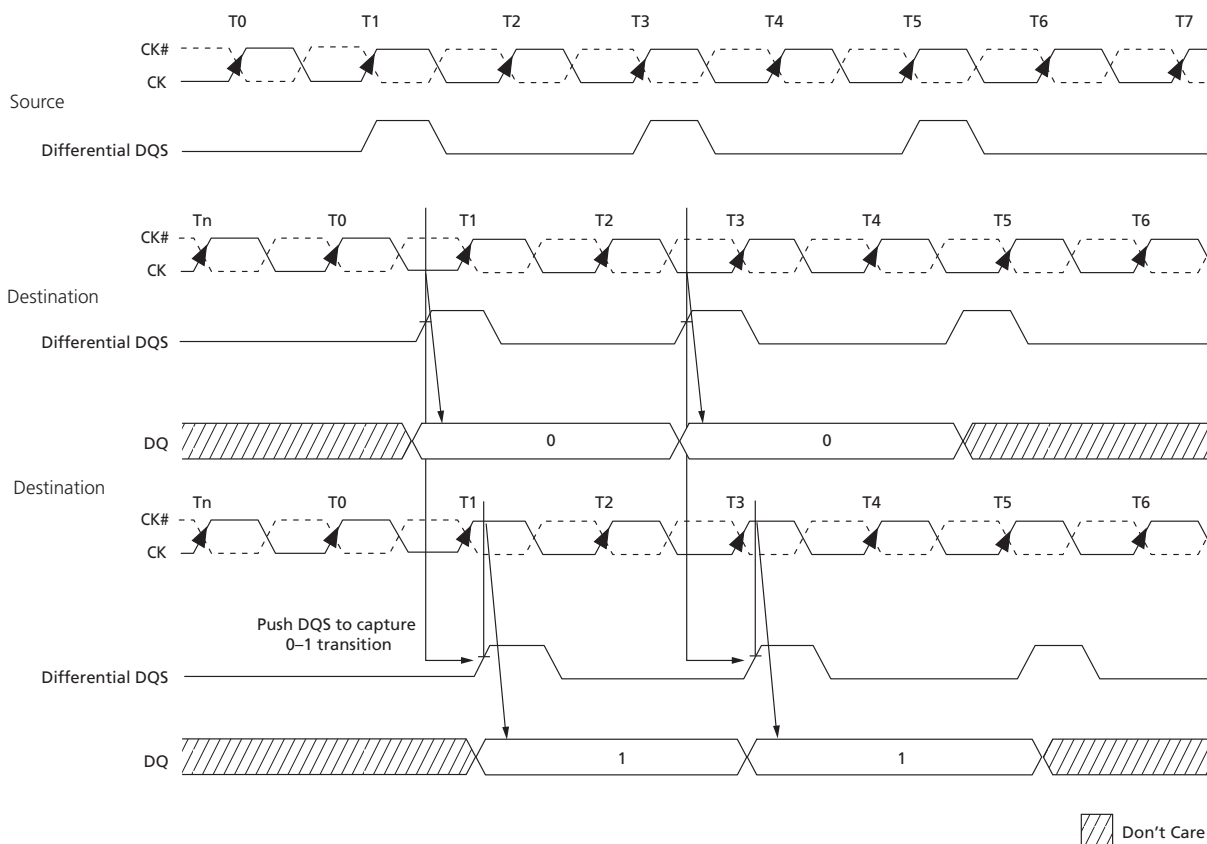 T0 T1 T2 T3 T4 T5 T6 T7
CK#
CK
Source
Differential DQS
Tn T0 T1 T2 T3 T4 T5 T6
CK#
CK
Destination
Differential DQS
DQ 0 0
Destination
Tn T0 T1 T2 T3 T4 T5 T6
CK#
CK
Push DQS to capture
0–1 transition
Differential DQS
DQ 1 1
Don't Care